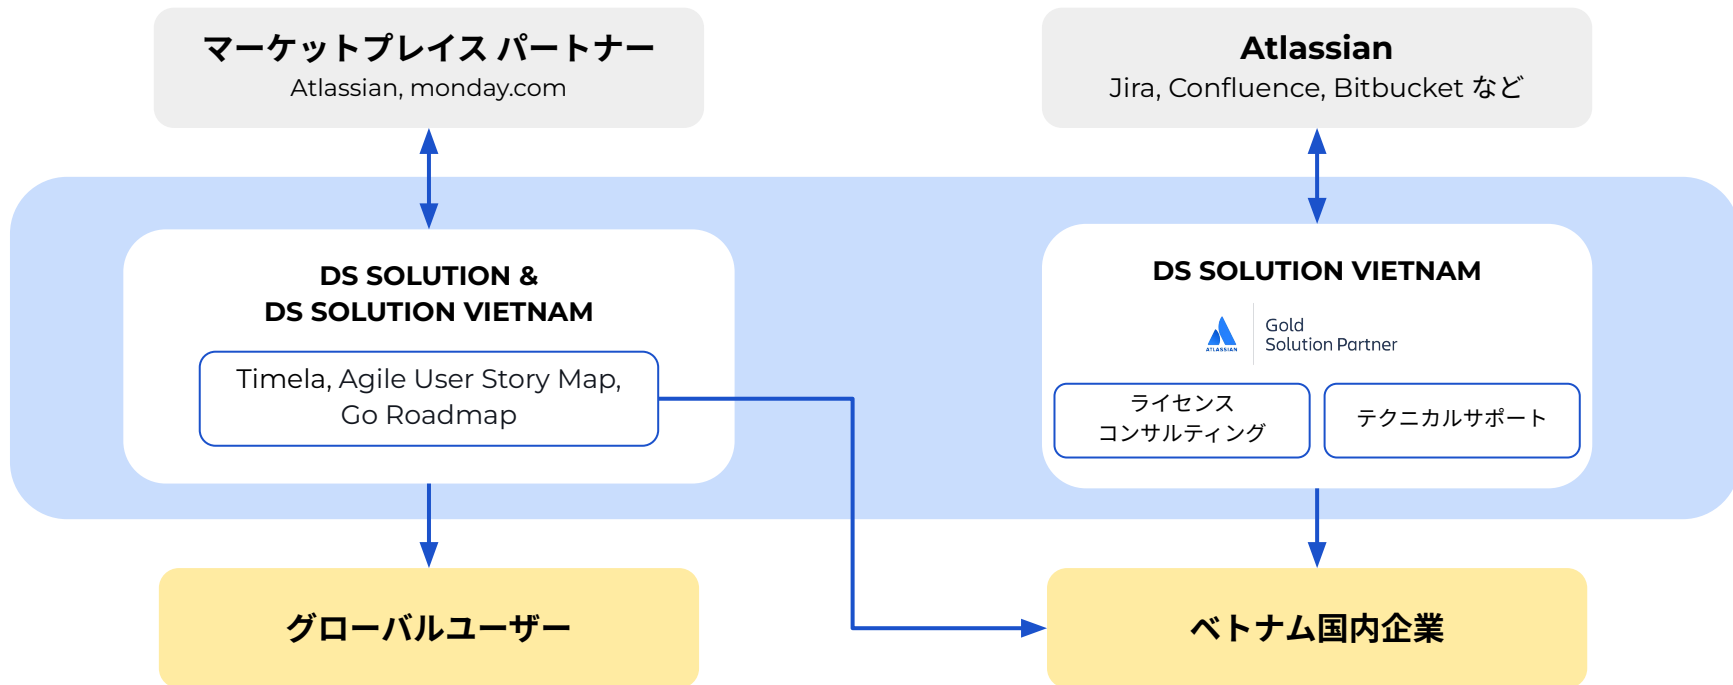 マーケットプレイス パートナー
Atlassian, monday.com
Atlassian
Jira, Confluence, Bitbucket など
DS SOLUTION &
DS SOLUTION VIETNAM
Timela, Agile User Story Map,
Go Roadmap
DS SOLUTION VIETNAM
ATLASSIAN
Gold
Solution Partner
ライセンス
コンサルティング
テクニカルサポート
グローバルユーザー
ベトナム国内企業